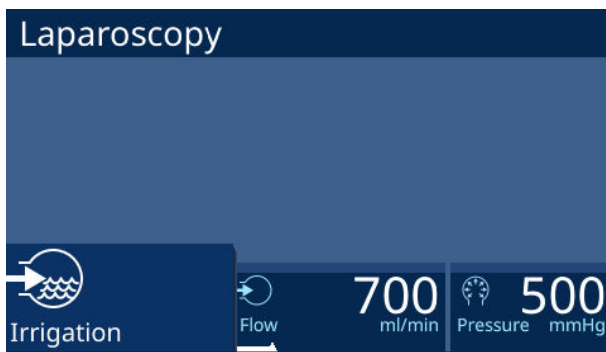 Laparoscopy
Irrigation
700
Flow ml/min
500
Pressure mmHg